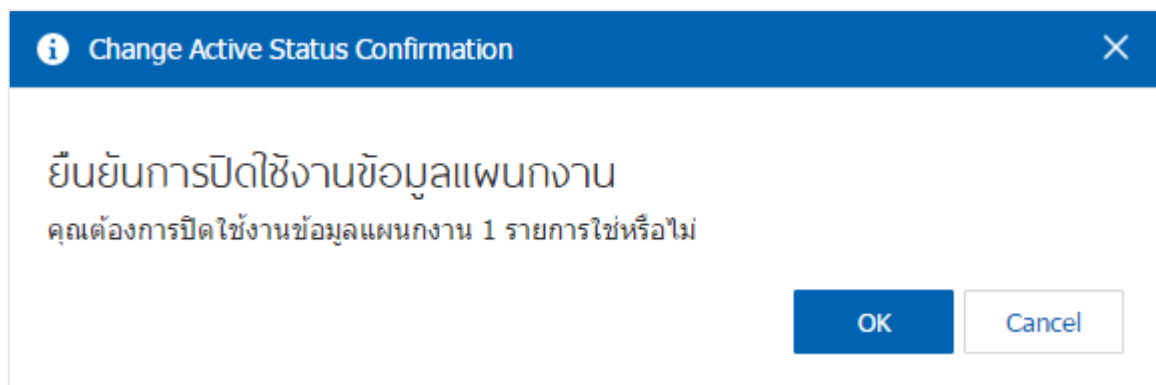 Change Active Status Confirmation
ยืนยันการปิดใช้งานข้อมูลแผนกงาน
คุณต้องการปิดใช้งานข้อมูลแผนกงาน 1 รายการใช่หรือไม่
OK Cancel